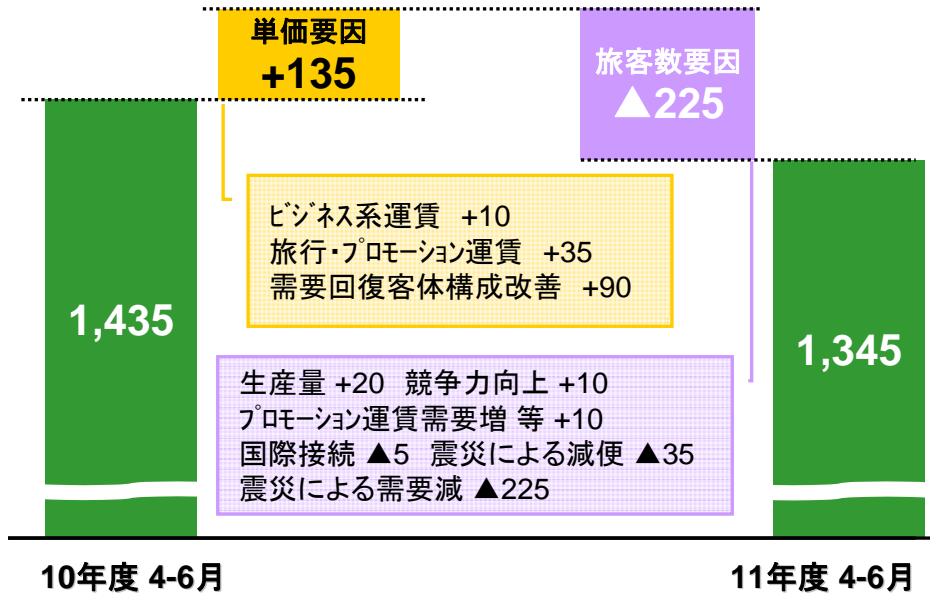 単価要因
+135
旅客数要因
▲225
ビジネス系運賃 +10
旅行・プロモーション運賃 +35
需要回復客体構成改善 +90
1,435
1,345
生産量 +20 競争力向上 +10
プロモーション運賃需要増 等 +10
国際接続 ▲5 震災による減便 ▲35
震災による需要減 ▲225
10年度 4-6月
11年度 4-6月